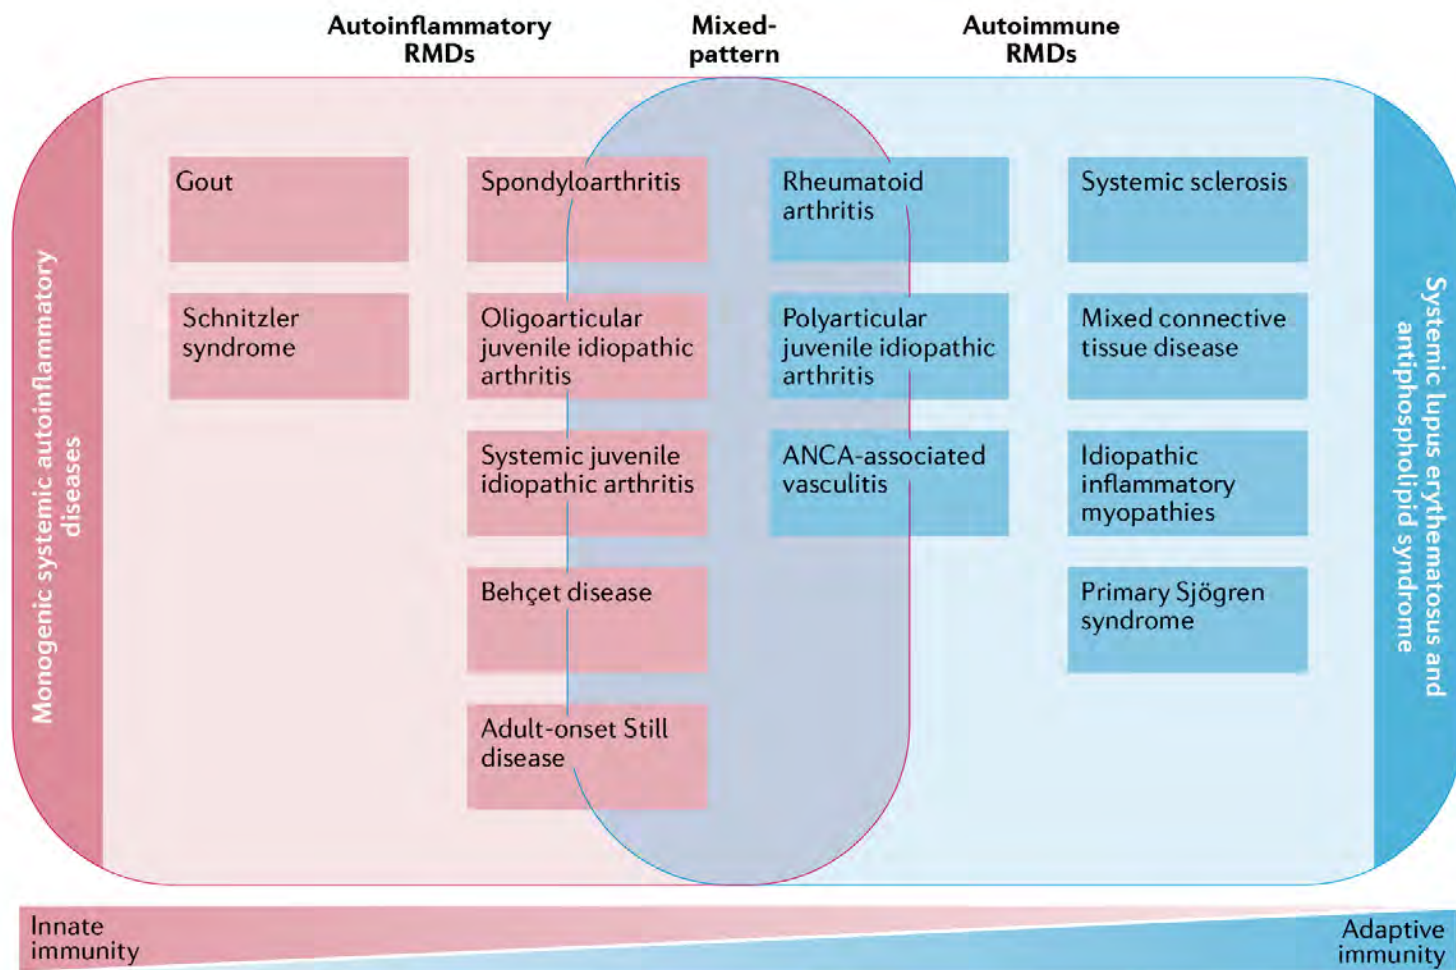 Autoinflammatory
RMDs
Mixed-
pattern
Autoimmune
RMDs
Monogenic systemic autoinflammatory
diseases
Gout
Schnitzler
syndrome
Spondyloarthritis
Oligoarticular
juvenile idiopathic
arthritis
Systemic juvenile
idiopathic arthritis
Behçet disease
Adult-onset Still
disease
Rheumatoid
arthritis
Polyarticular
juvenile idiopathic
arthritis
ANCA-associated
vasculitis
Systemic sclerosis
Mixed connective
tissue disease
Idiopathic
inflammatory
myopathies
Primary Sjögren
syndrome
Systemic lupus erythematosus and
antiphospholipid syndrome
Innate
immunity
Adaptive
immunity